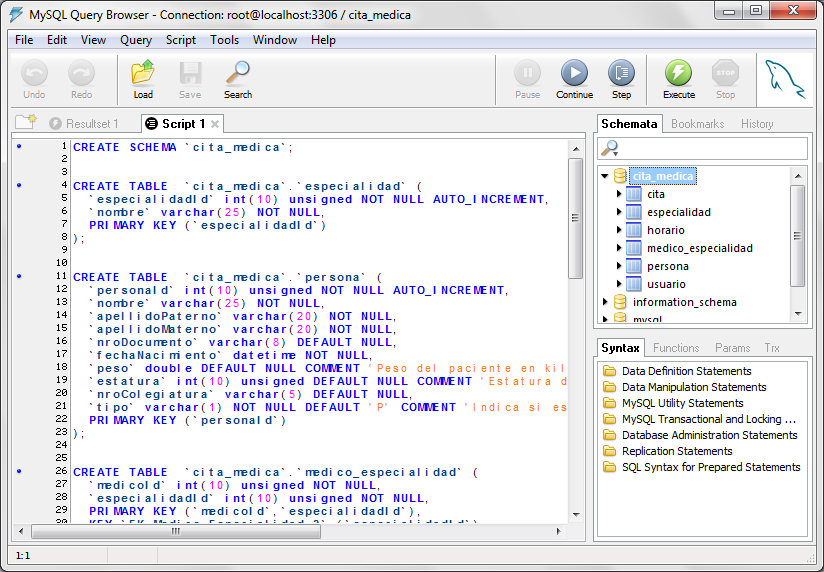 MySQL Query Browser - Connection: root@localhost:3306 / cita_medica
File Edit View Query Script Tools Window Help
Undo Redo Load Save Search Pause Continue Step Execute Stop
STOP
Resultset 1 Script 1
1 CREATE SCHEMA `cita_medica`;
2
3
4 CREATE TABLE `cita_medica`.`especialidad` (
5 `especialidadId` int(10) unsigned NOT NULL AUTO_INCREMENT,
6 `nombre` varchar(25) NOT NULL,
7 PRIMARY KEY (`especialidadId`)
8 );
9
10
11 CREATE TABLE `cita_medica`.`persona` (
12 `personaId` int(10) unsigned NOT NULL AUTO_INCREMENT,
13 `nombre` varchar(25) NOT NULL,
14 `apellidoPaterno` varchar(20) NOT NULL,
15 `apellidoMaterno` varchar(20) NOT NULL,
16 `nroDocumento` varchar(8) DEFAULT NULL,
17 `fechaNacimiento` datetime NOT NULL,
18 `peso` double DEFAULT NULL COMMENT 'Peso del paciente en kil
19 `estatura` int(10) unsigned DEFAULT NULL COMMENT 'Estatura d
20 `nroColegiatura` varchar(5) DEFAULT NULL,
21 `tipo` varchar(1) NOT NULL DEFAULT 'P' COMMENT 'Indica si es
22 PRIMARY KEY (`personaId`)
23 );
24
25
26 CREATE TABLE `cita_medica`.`medico_especialidad` (
27 `medicoId` int(10) unsigned NOT NULL,
28 `especialidadId` int(10) unsigned NOT NULL,
29 PRIMARY KEY (`medicoId`,`especialidadId`),
30 KEY `FK_Medico_Especialidad_2` (`especialidadId`)
Schemata Bookmarks History
cita_medica
cita
especialidad
horario
medico_especialidad
persona
usuario
information_schema
mysql
Syntax Functions Params Trx
Data Definition Statements
Data Manipulation Statements
MySQL Utility Statements
MySQL Transactional and Locking ...
Database Administration Statements
Replication Statements
SQL Syntax for Prepared Statements
1:1